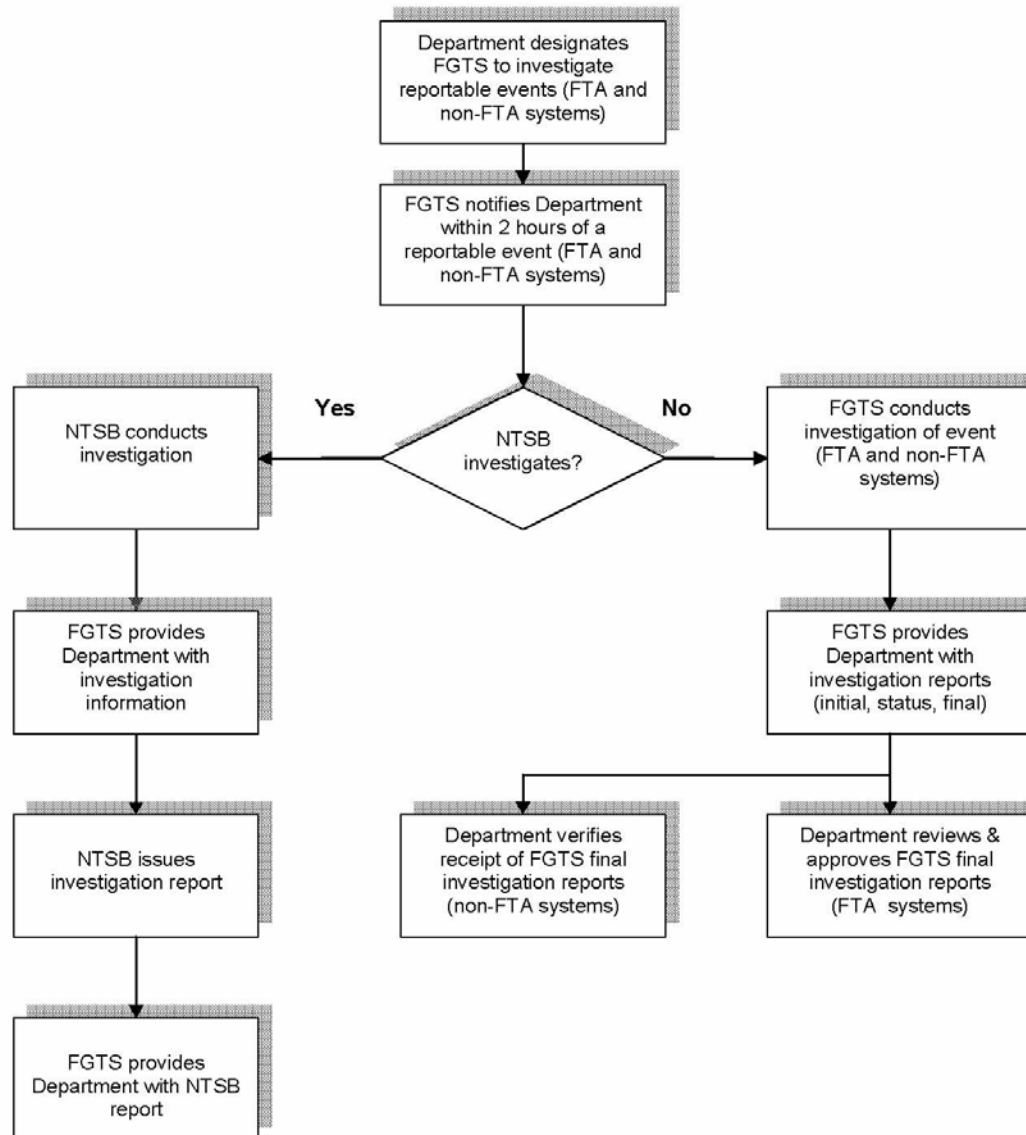 Department designates
FGTS to investigate
reportable events (FTA and
non-FTA systems)
FGTS notifies Department
within 2 hours of a
reportable event (FTA and
non-FTA systems)
Yes
No
NTSB
investigates?
NTSB conducts
investigation
FGTS conducts
investigation of event
(FTA and non-FTA
systems)
FGTS provides
Department with
investigation
information
FGTS provides
Department with
investigation reports
(initial, status, final)
NTSB issues
investigation report
Department verifies
receipt of FGTS final
investigation reports
(non-FTA systems)
Department reviews &
approves FGTS final
investigation reports
(FTA systems)
FGTS provides
Department with NTSB
report